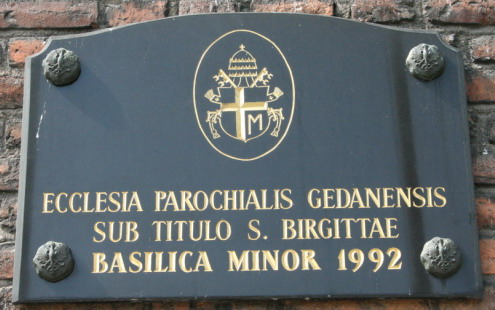 M
ECCLESIA PAROCHIALIS GEDANENSIS
SUB TITULO S. BIRGITTAE
BASILICA MINOR 1992